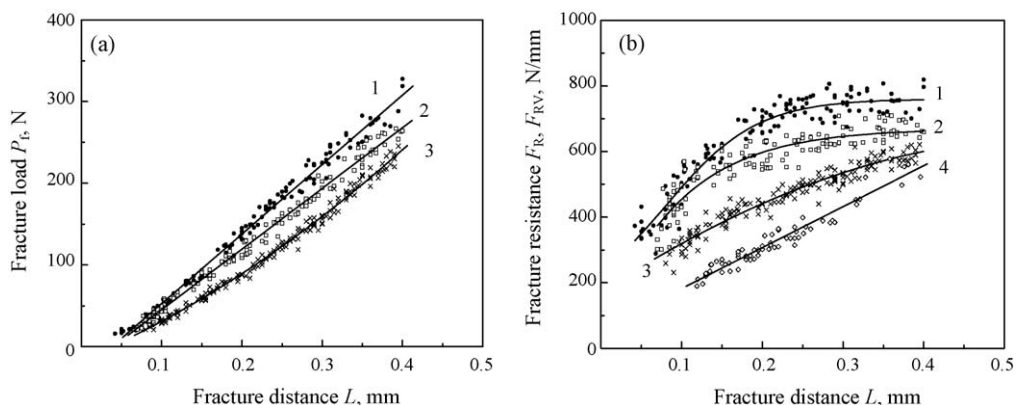 (a)
Fracture load P_f, N
400
300
200
100
0
1
2
3
0.1 0.2 0.3 0.4 0.5
Fracture distance L, mm
(b)
Fracture resistance F_R, F_RV, N/mm
1000
800
600
400
200
0
1
2
4
3
0.1 0.2 0.3 0.4 0.5
Fracture distance L, mm